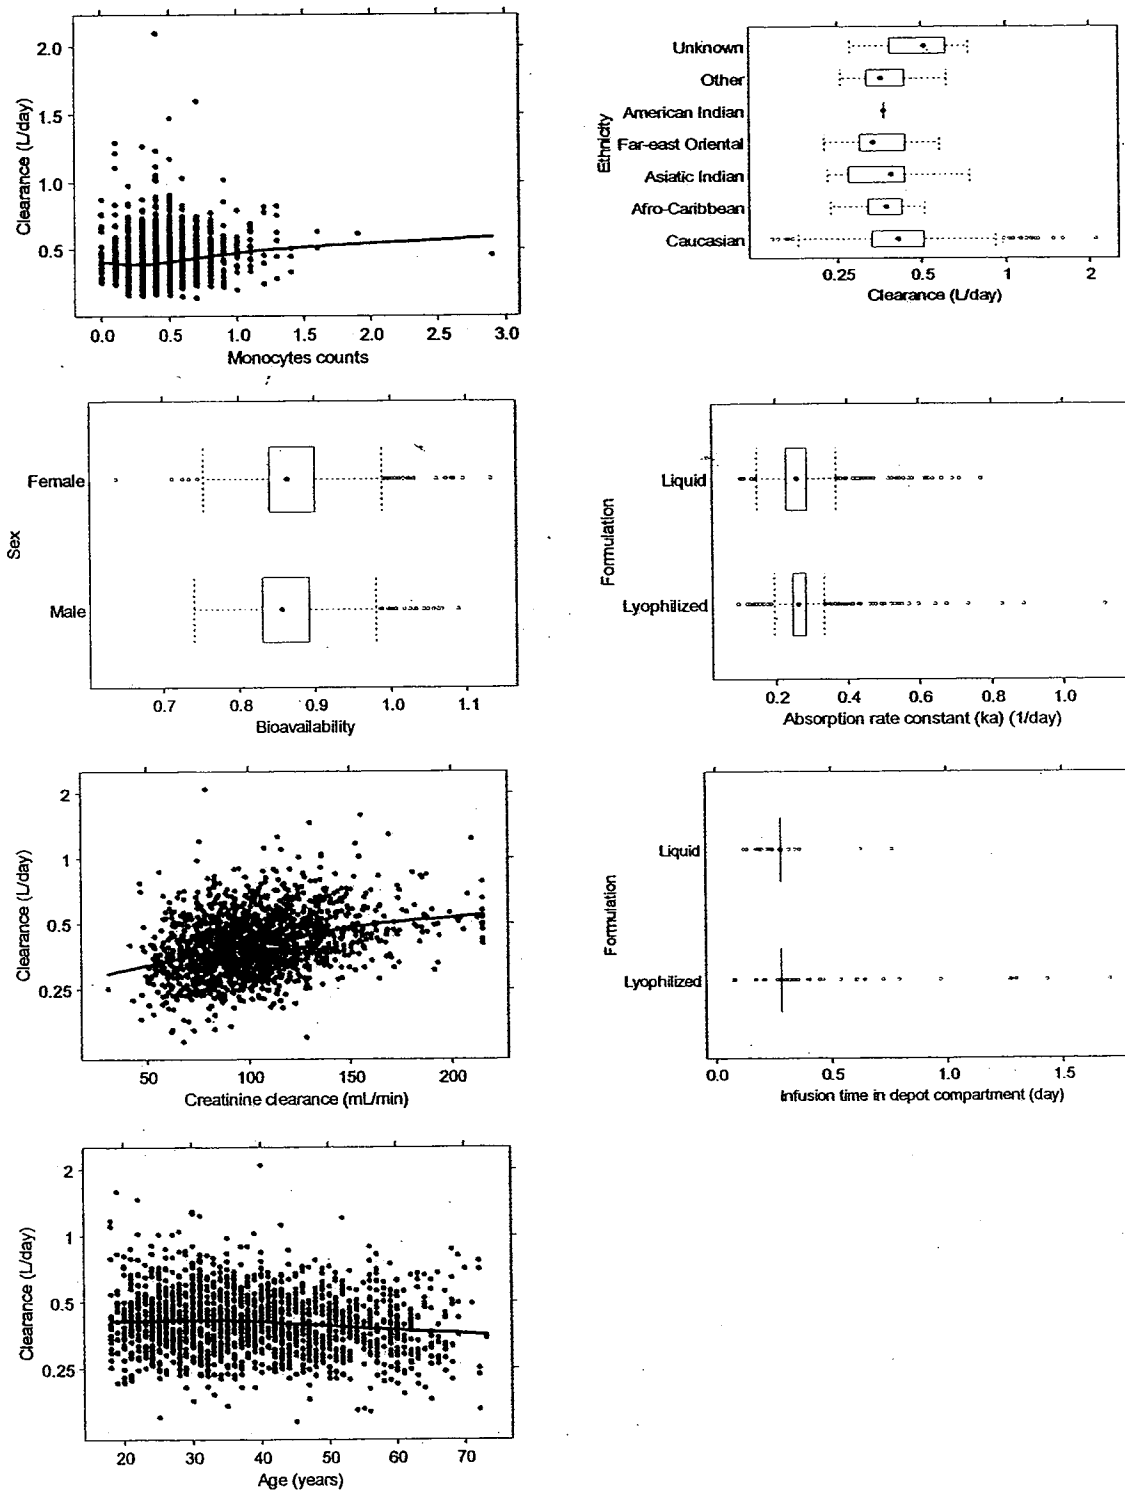 2.0
1.5
1.0
0.5
Clearance (L/day)
0.0 0.5 1.0 1.5 2.0 2.5 3.0
Monocytes counts
Unknown
Other
American Indian
Far-east Oriental
Asiatic Indian
Afro-Caribbean
Caucasian
Ethnicity
0.25 0.5 1 2
Clearance (L/day)
Female
Male
Sex
0.7 0.8 0.9 1.0 1.1
Bioavailability
Liquid
Lyophilized
Formulation
0.2 0.4 0.6 0.8 1.0
Absorption rate constant (ka) (1/day)
2
1
0.5
0.25
Clearance (L/day)
50 100 150 200
Creatinine clearance (mL/min)
Liquid
Lyophilized
Formulation
0.0 0.5 1.0 1.5
Infusion time in depot compartment (day)
2
1
0.5
0.25
Clearance (L/day)
20 30 40 50 60 70
Age (years)